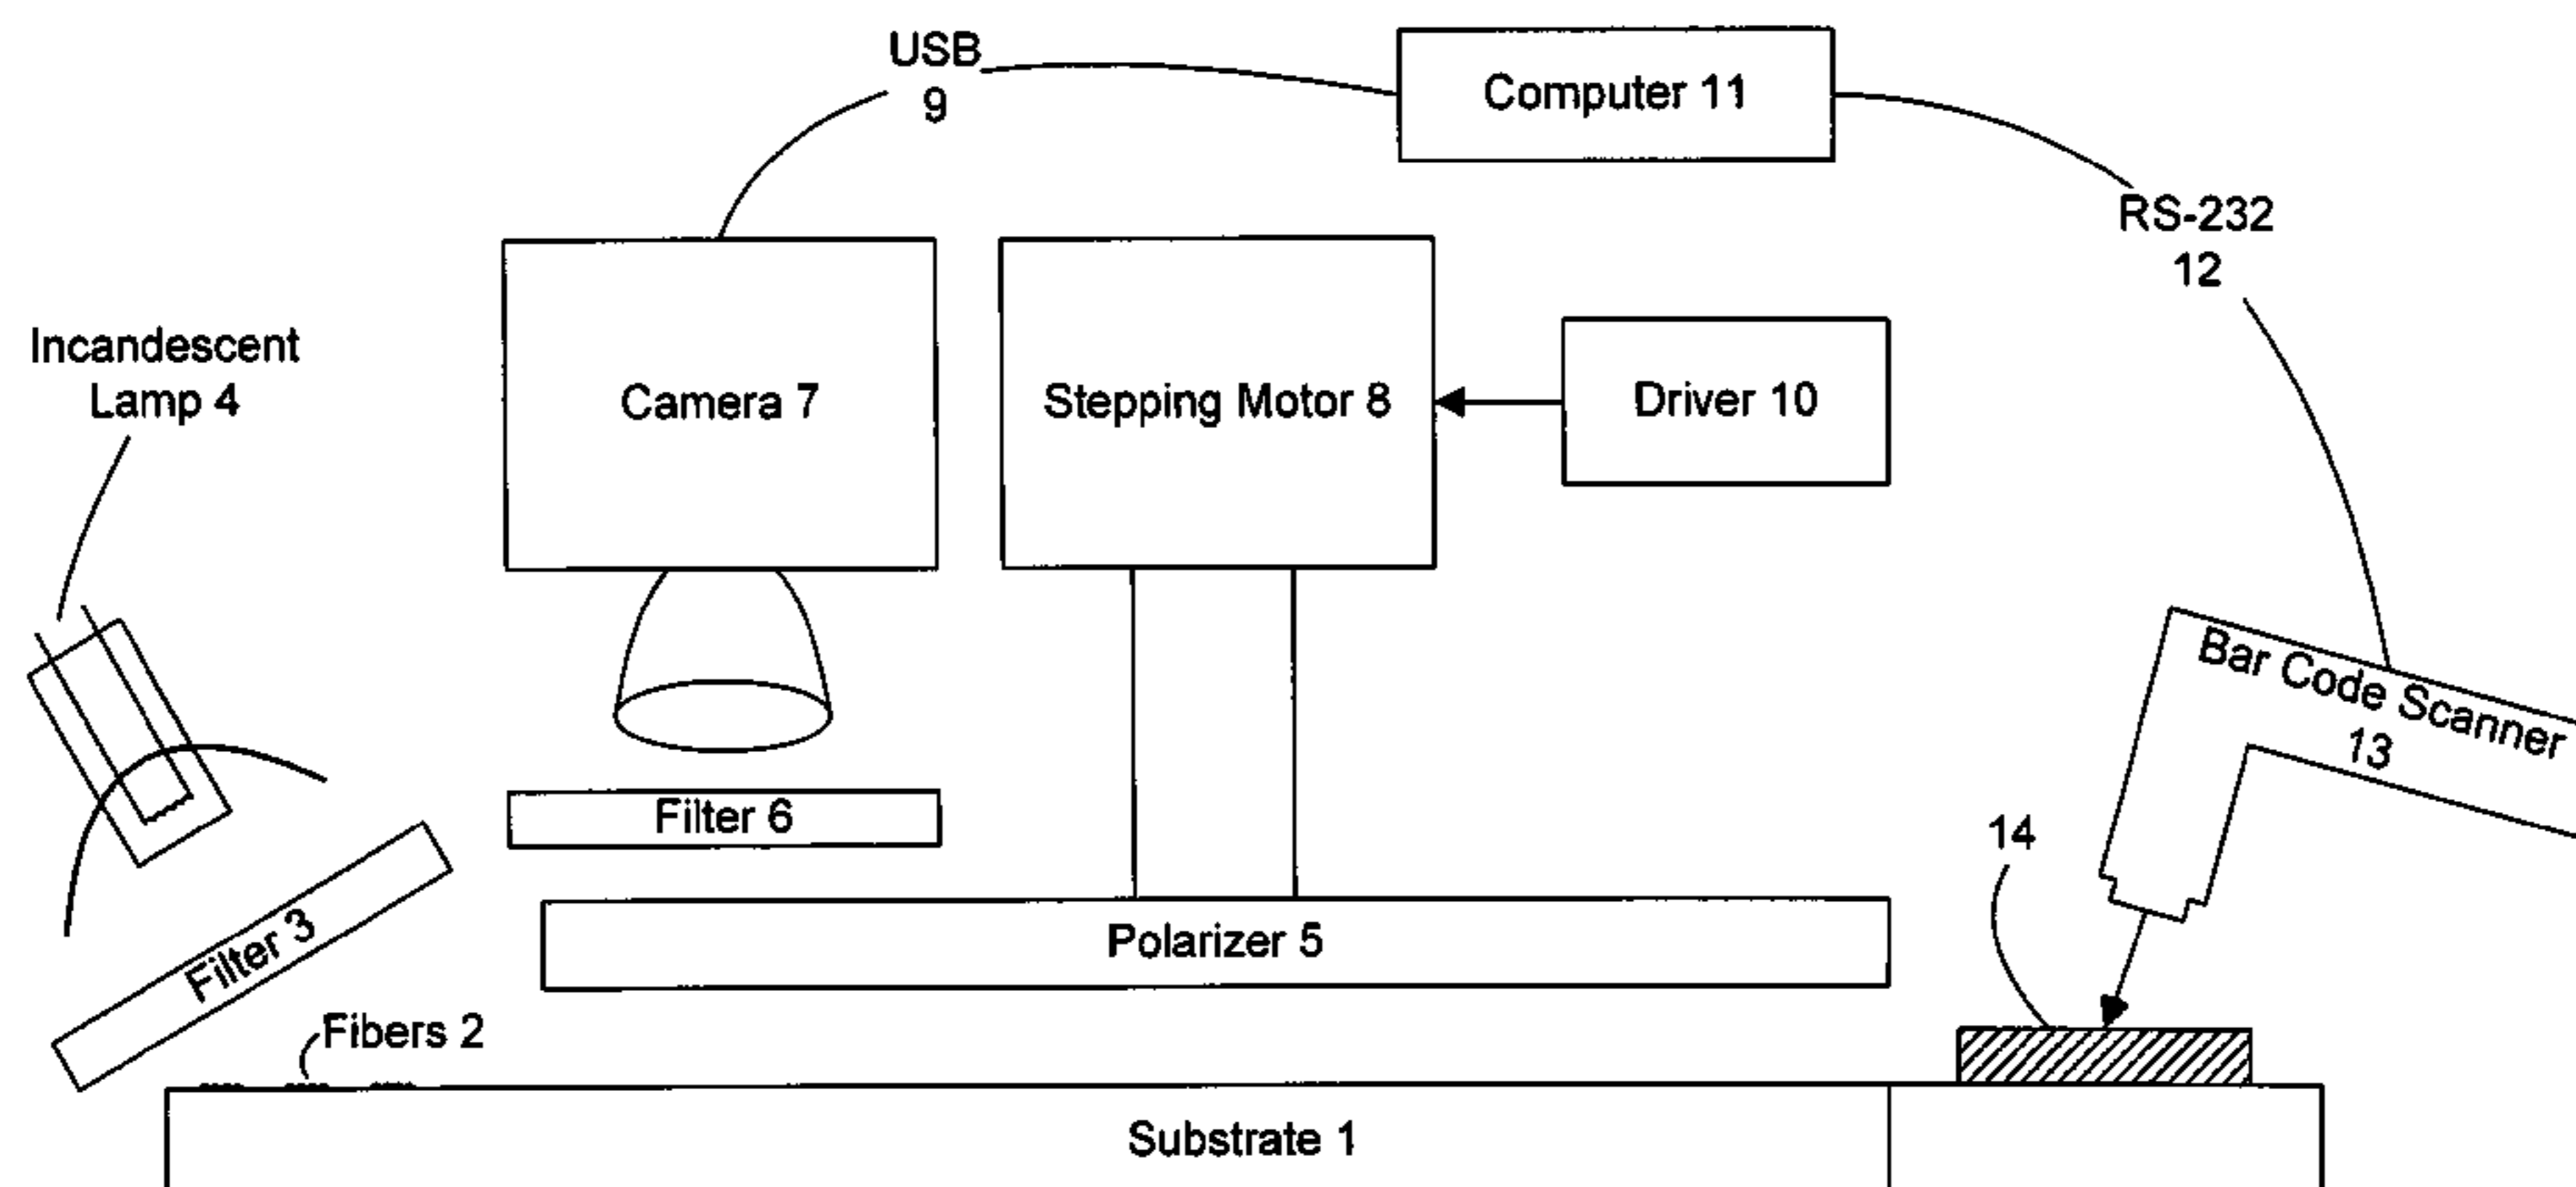 USB
9
Computer 11
RS-232
12
Incandescent
Lamp 4
Camera 7
Stepping Motor 8
Driver 10
Bar Code Scanner
13
Filter 6
14
Filter 3
Polarizer 5
Fibers 2
Substrate 1